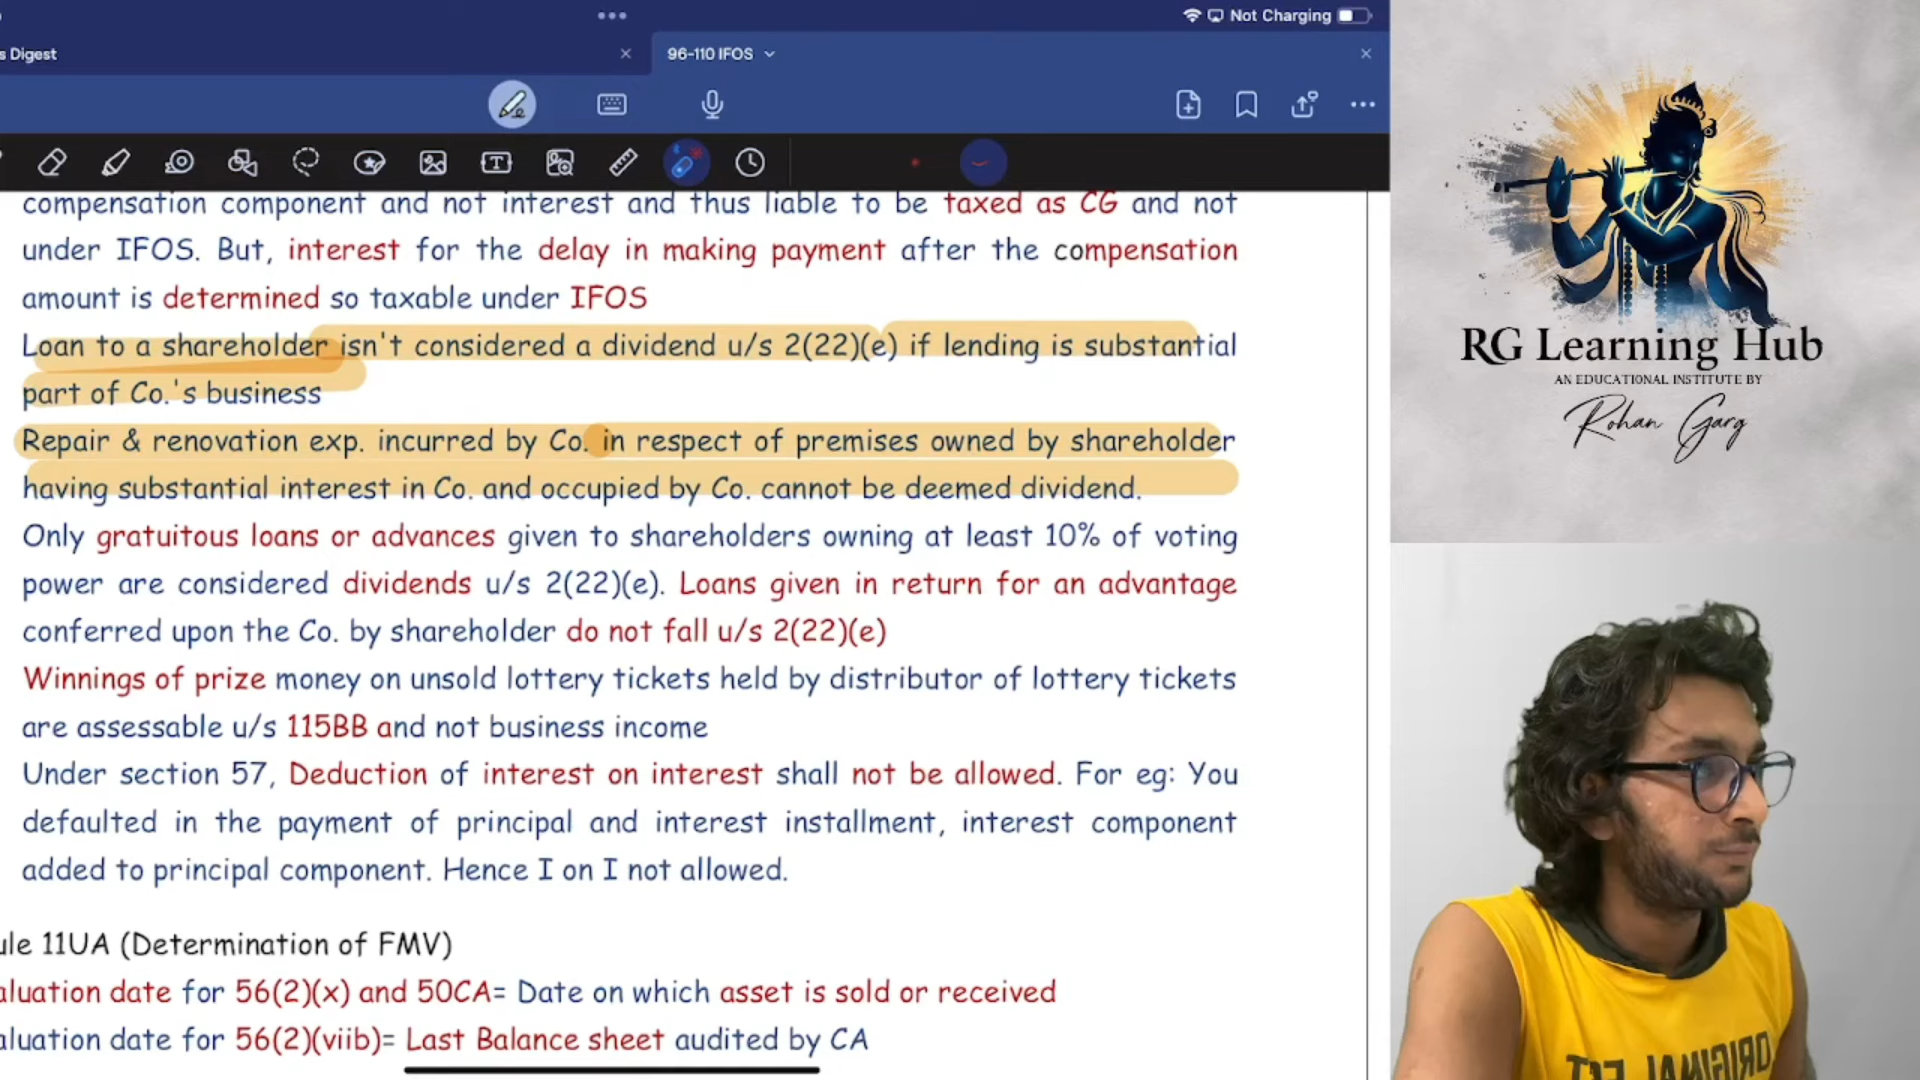 Not Charging
s Digest
96-110 IFOS
compensation component and not interest and thus liable to be taxed as CG and not
under IFOS. But, interest for the delay in making payment after the compensation
amount is determined so taxable under IFOS
Loan to a shareholder isn't considered a dividend u/s 2(22)(e) if lending is substantial
part of Co.'s business
Repair & renovation exp. incurred by Co. in respect of premises owned by shareholder
having substantial interest in Co. and occupied by Co. cannot be deemed dividend.
Only gratuitous loans or advances given to shareholders owning at least 10% of voting
power are considered dividends u/s 2(22)(e). Loans given in return for an advantage
conferred upon the Co. by shareholder do not fall u/s 2(22)(e)
Winnings of prize money on unsold lottery tickets held by distributor of lottery tickets
are assessable u/s 115BB and not business income
Under section 57, Deduction of interest on interest shall not be allowed. For eg: You
defaulted in the payment of principal and interest installment, interest component
added to principal component. Hence I on I not allowed.
ule 11UA (Determination of FMV)
aluation date for 56(2)(x) and 50CA= Date on which asset is sold or received
aluation date for 56(2)(viib)= Last Balance sheet audited by CA
RG Learning Hub
AN EDUCATIONAL INSTITUTE BY
Rohan Garg
ORIGINAL